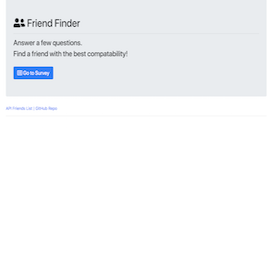 Friend Finder
Answer a few questions.
Find a friend with the best compatability!
Go to Survey
API Friends List | GitHub Repo